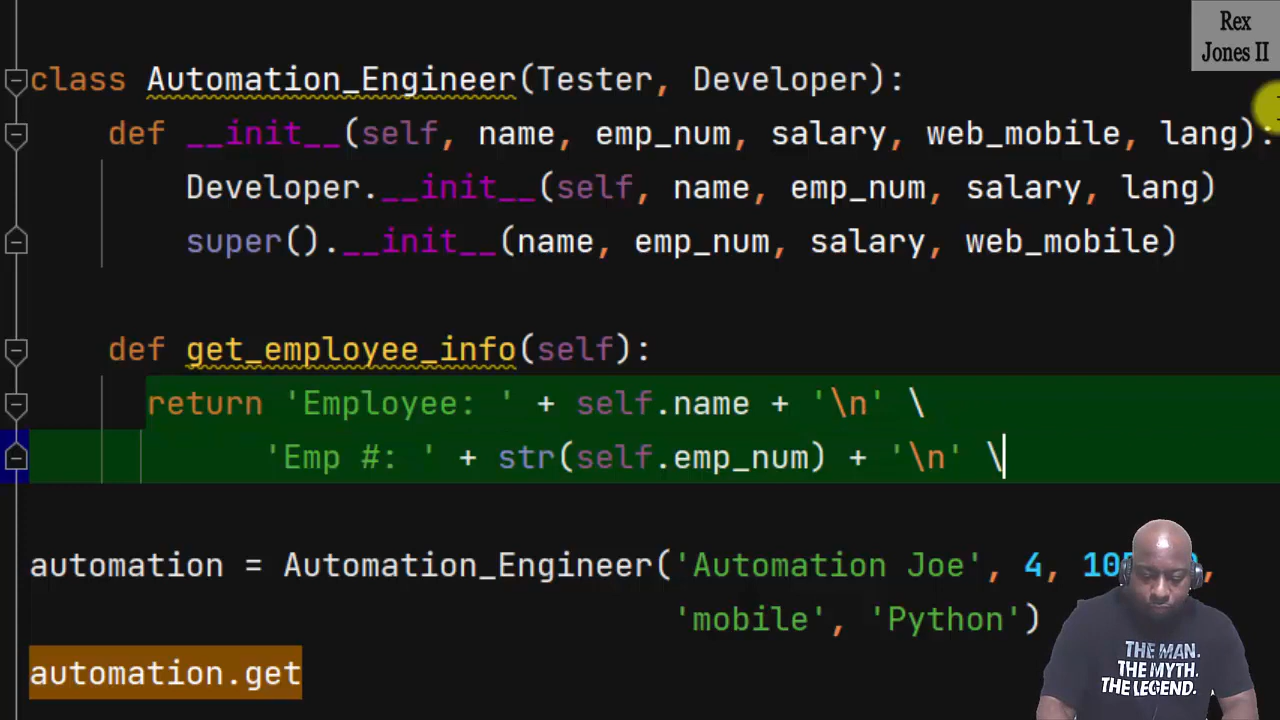 Rex
Jones II
class Automation_Engineer(Tester, Developer):
def __init__(self, name, emp_num, salary, web_mobile, lang):
Developer.__init__(self, name, emp_num, salary, lang)
super().__init__(name, emp_num, salary, web_mobile)
def get_employee_info(self):
return 'Employee: ' + self.name + '\n' \
'Emp #: ' + str(self.emp_num) + '\n' \
automation = Automation_Engineer('Automation Joe', 4,
'mobile', 'Python')
automation.get
THE MAN.
THE MYTH.
THE LEGEND.